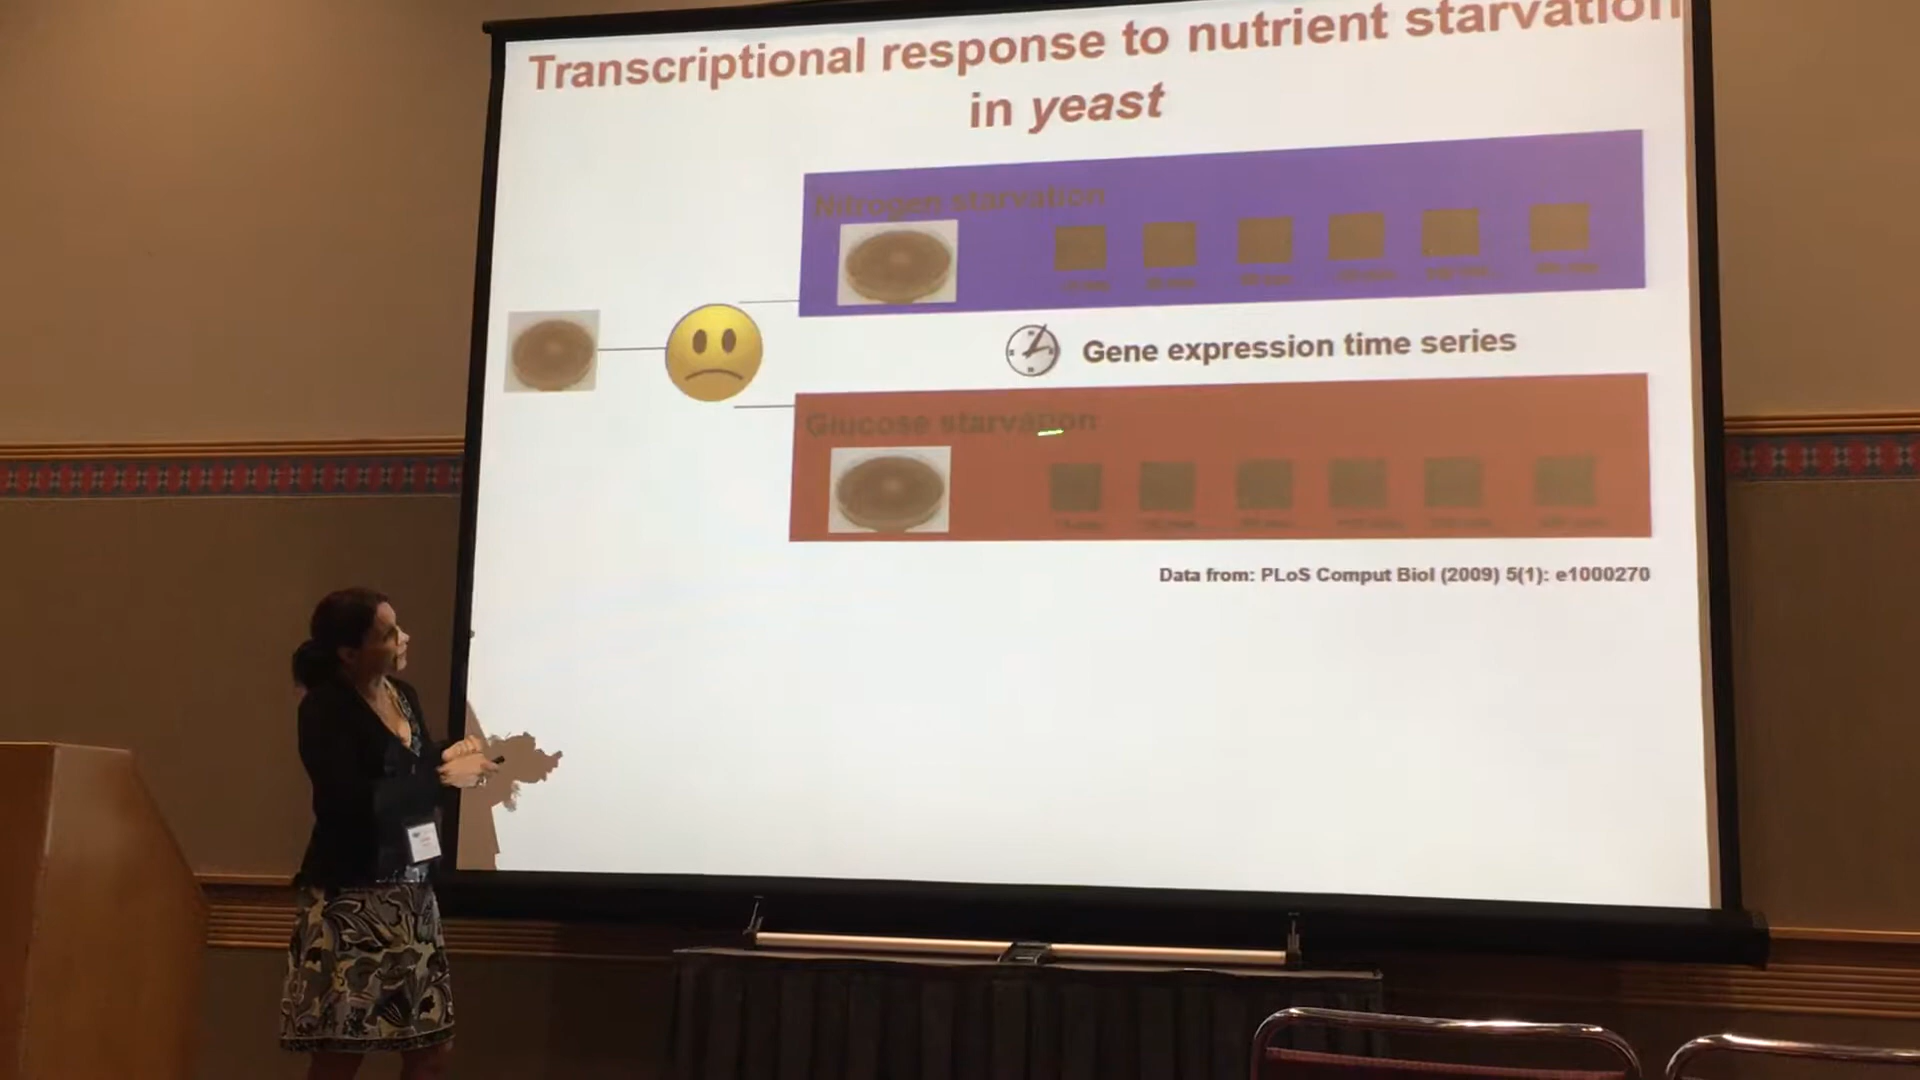 Transcriptional response to nutrient starvation
in yeast
Nitrogen starvation
Gene expression time series
Glucose starvation
Data from: PLoS Comput Biol (2009) 5(1): e1000270